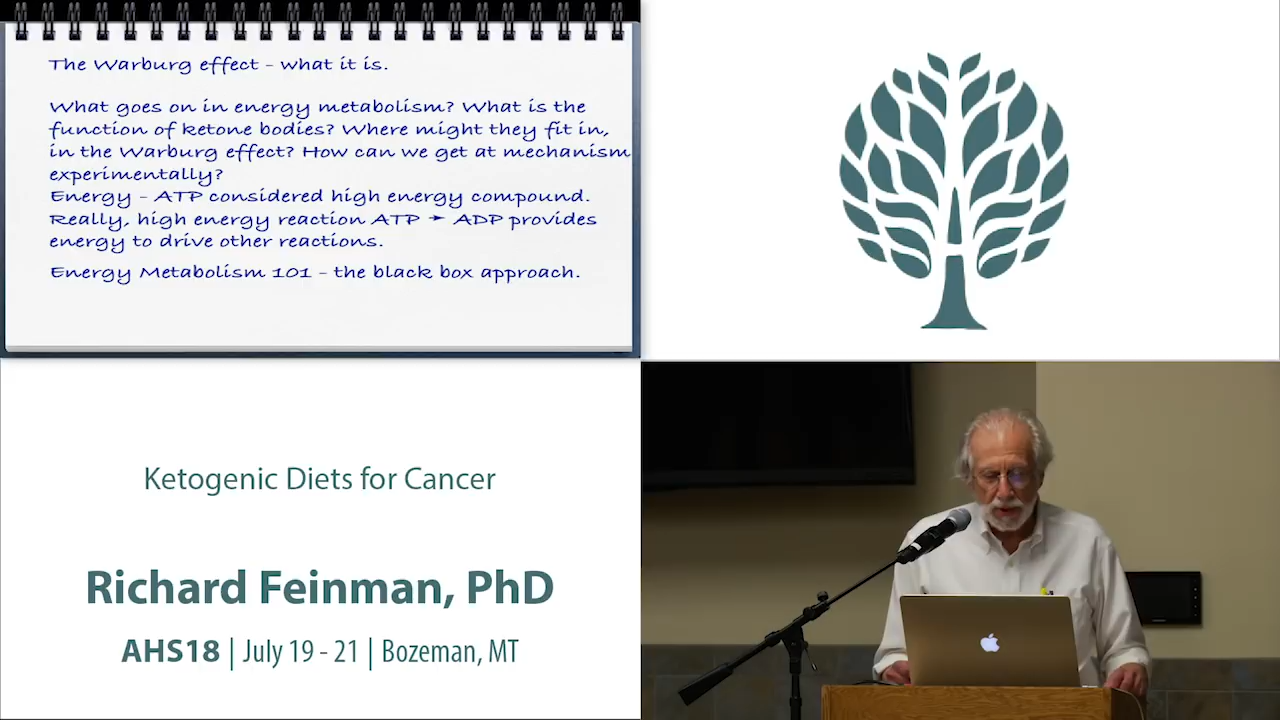 The Warburg effect - what it is.
What goes on in energy metabolism? What is the
function of ketone bodies? Where might they fit in,
in the Warburg effect? How can we get at mechanism
experimentally?
Energy - ATP considered high energy compound.
Really, high energy reaction ATP → ADP provides
energy to drive other reactions.
Energy Metabolism 101 - the black box approach.
Ketogenic Diets for Cancer
Richard Feinman, PhD
AHS18 | July 19 - 21 | Bozeman, MT